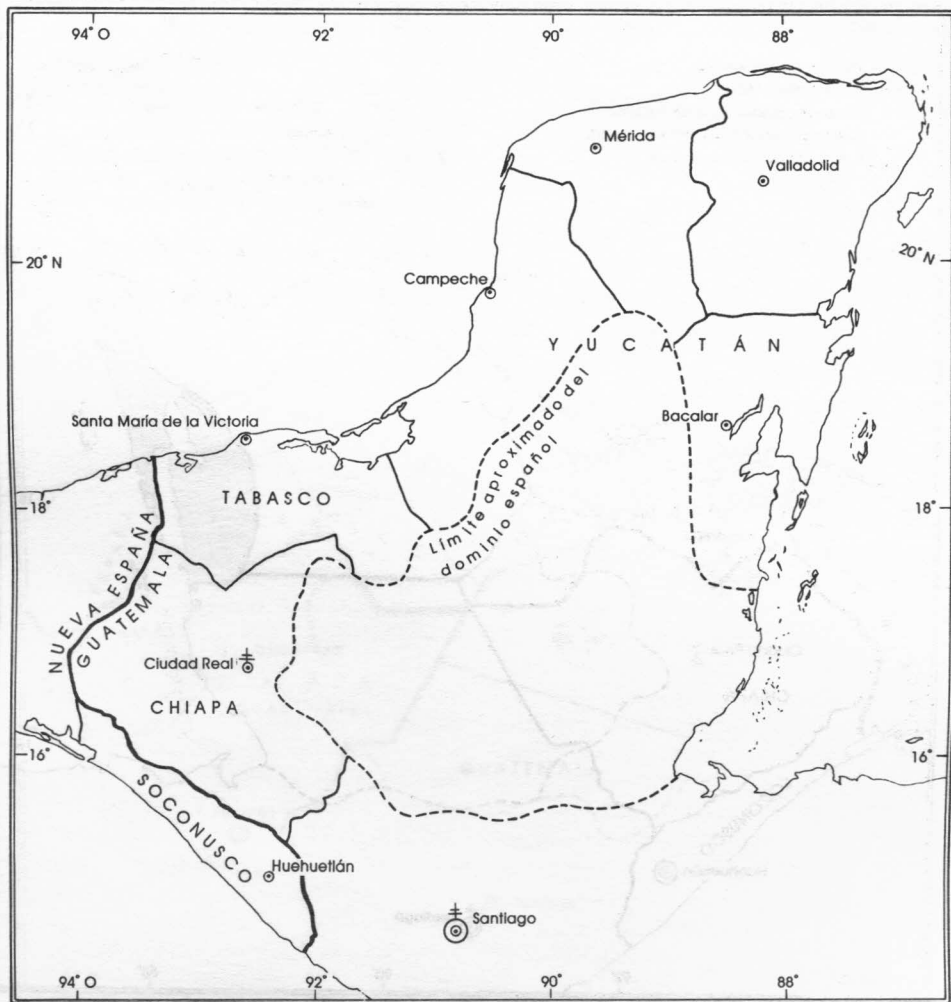 94° O
92°
90°
88°
Mérida
Valladolid
20° N
20° N
Campeche
YUCATÁN
Santa María de la Victoria
Bacalar
TABASCO
Límite aproximado del
dominio español
18°
18°
NUEVA ESPAÑA
GUATEMALA
Ciudad Real
CHIAPA
16°
16°
SOCONUSCO
Huehuetlán
Santiago
94°
92°
90°
88°